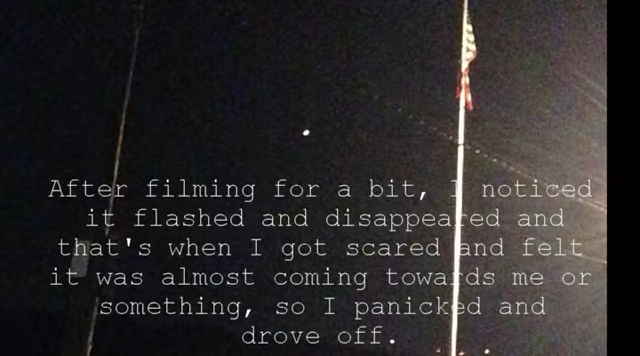 After filming for a bit, I noticed
it flashed and disappeared and
that's when I got scared and felt
it was almost coming towards me or
something, so I panicked and
drove off.